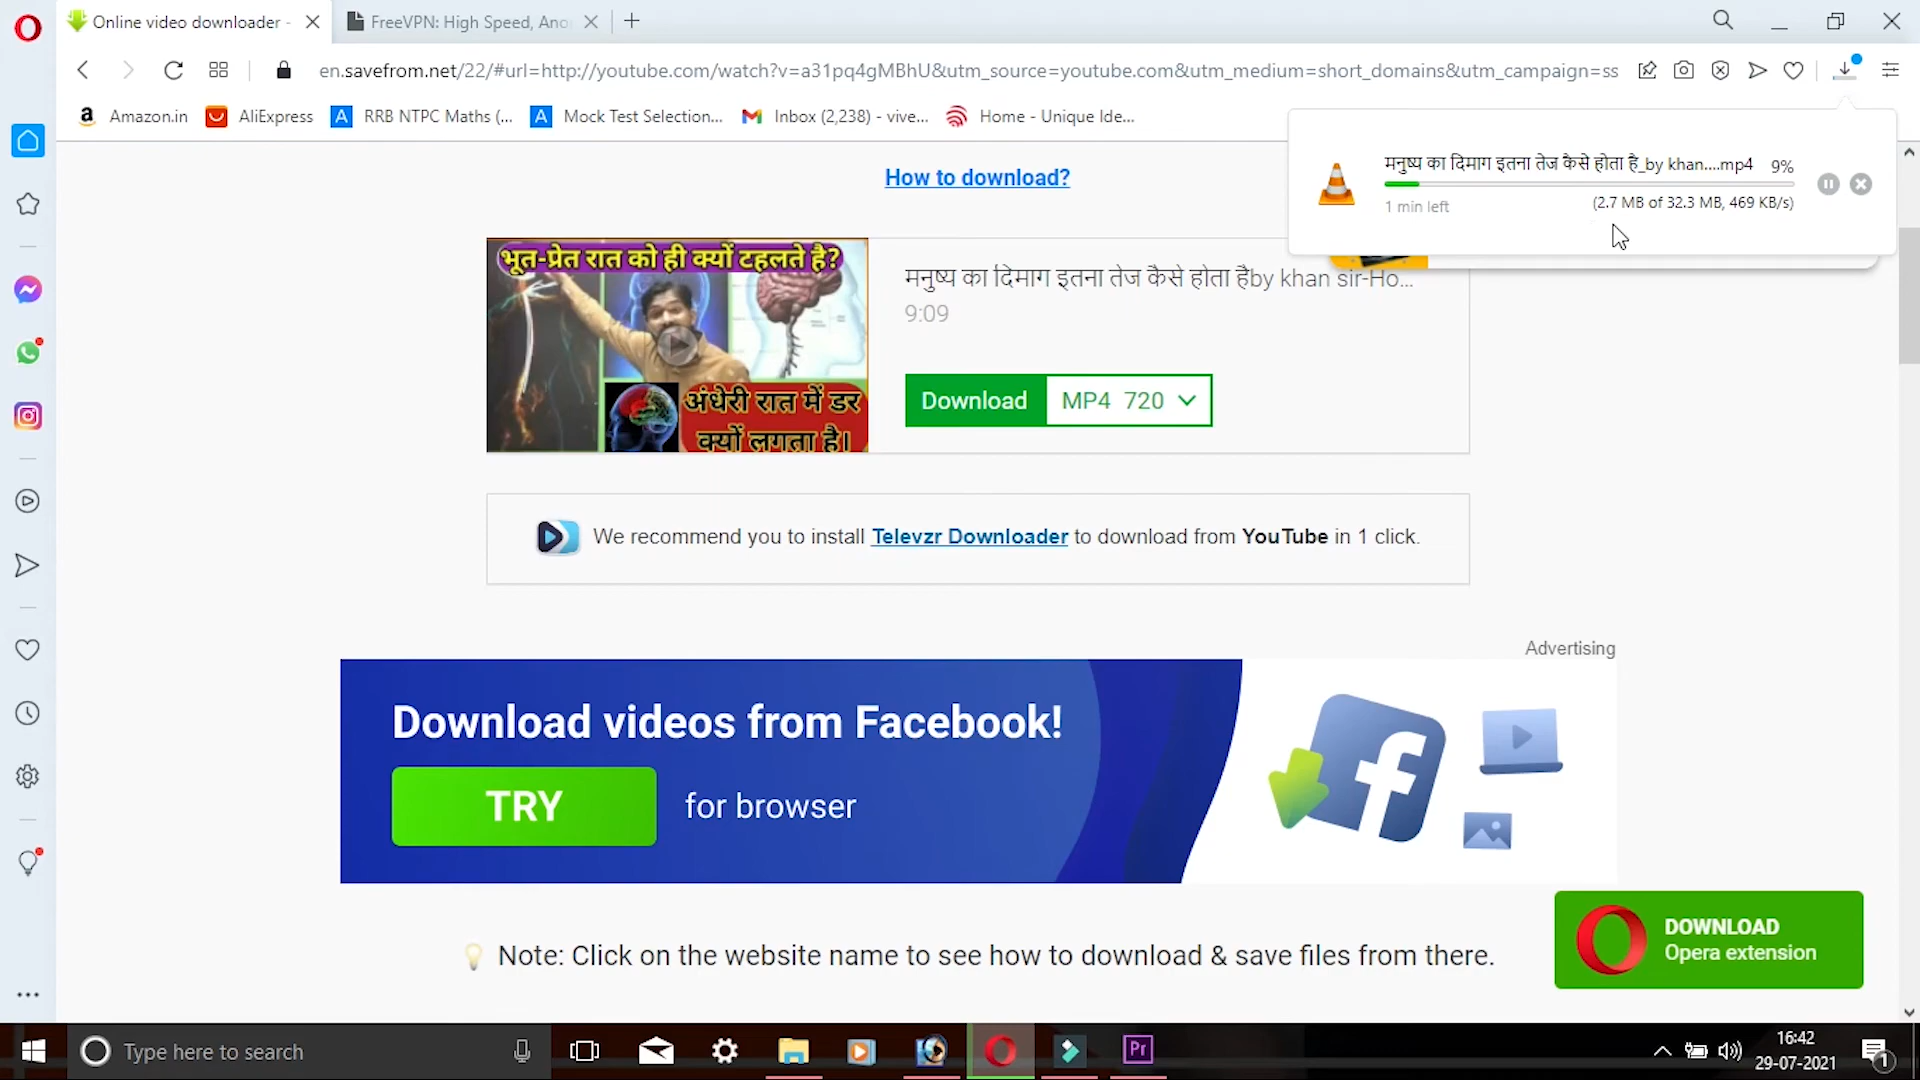 Online video downloader -
FreeVPN: High Speed, Ano
en.savefrom.net/22/#url=http://youtube.com/watch?v=a31pq4gMBhU&utm_source=youtube.com&utm_medium=short_domains&utm_campaign=ss
Amazon.in
AliExpress
RRB NTPC Maths (...
Mock Test Selection...
Inbox (2,238) - vive...
Home - Unique Ide...
मनुष्य का दिमाग इतना तेज कैसे होता है_by khan....mp4 9%
1 min left
(2.7 MB of 32.3 MB, 469 KB/s)
How to download?
भूत-प्रेत रात को ही क्यों टहलते है?
अंधेरी रात में डर
क्यों लगता है।
मनुष्य का दिमाग इतना तेज कैसे होता हैby khan sir-Ho...
9:09
Download MP4 720
We recommend you to install Televzr Downloader to download from YouTube in 1 click.
Advertising
Download videos from Facebook!
TRY for browser
Note: Click on the website name to see how to download & save files from there.
DOWNLOAD
Opera extension
Type here to search
Pr
16:42
29-07-2021
1